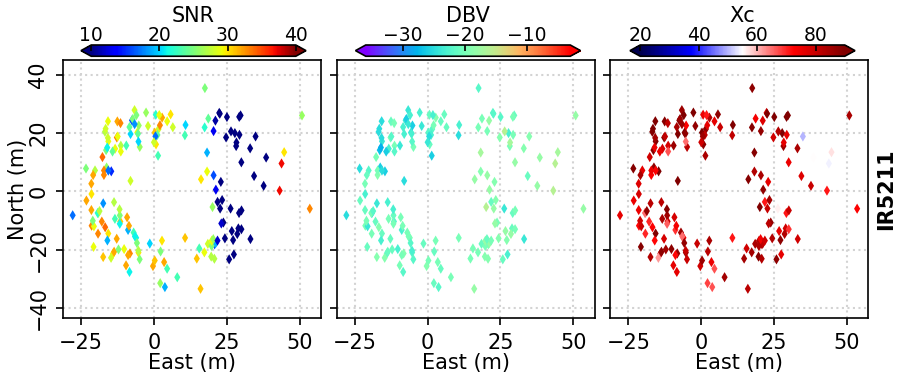 SNR DBV Xc
10 20 30 40 −30 −20 −10 20 40 60 80
40
20
0
−20
−40
North (m)
−25 0 25 50 −25 0 25 50 −25 0 25 50
East (m) East (m) East (m)
IR5211